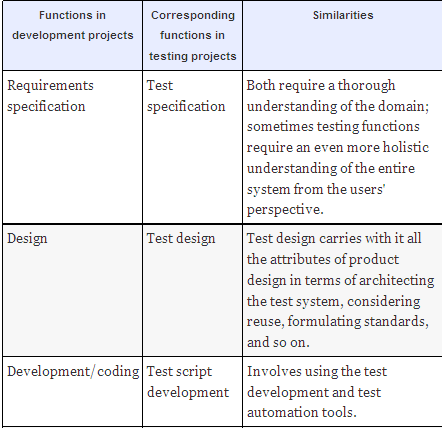 Functions in
development projects
Corresponding
functions in
testing projects
Similarities
Requirements
specification
Test
specification
Both require a thorough
understanding of the domain;
sometimes testing functions
require an even more holistic
understanding of the entire
system from the users'
perspective.
Design
Test design
Test design carries with it all
the attributes of product
design in terms of architecting
the test system, considering
reuse, formulating standards,
and so on.
Development/coding
Test script
development
Involves using the test
development and test
automation tools.